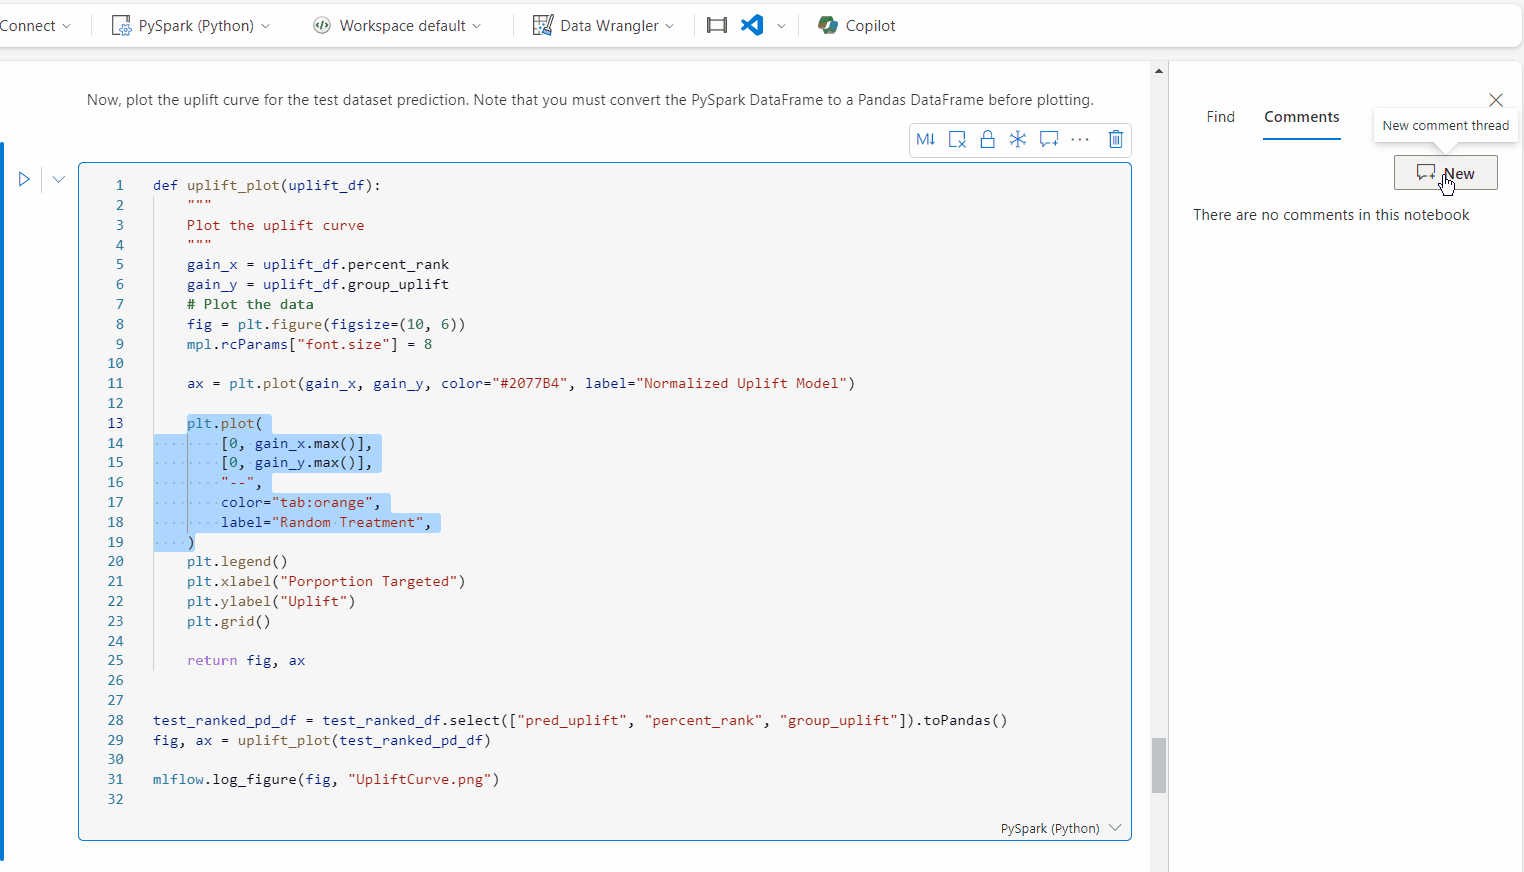 Connect PySpark (Python) Workspace default Data Wrangler Copilot
Now, plot the uplift curve for the test dataset prediction. Note that you must convert the PySpark DataFrame to a Pandas DataFrame before plotting.
Find Comments New comment thread
M↓ ...
New
There are no comments in this notebook
1 def uplift_plot(uplift_df):
2 """
3 Plot the uplift curve
4 """
5 gain_x = uplift_df.percent_rank
6 gain_y = uplift_df.group_uplift
7 # Plot the data
8 fig = plt.figure(figsize=(10, 6))
9 mpl.rcParams["font.size"] = 8
10
11 ax = plt.plot(gain_x, gain_y, color="#2077B4", label="Normalized Uplift Model")
12
13 plt.plot(
14 [0, gain_x.max()],
15 [0, gain_y.max()],
16 "--",
17 color="tab:orange",
18 label="Random Treatment",
19 )
20 plt.legend()
21 plt.xlabel("Porportion Targeted")
22 plt.ylabel("Uplift")
23 plt.grid()
24
25 return fig, ax
26
27
28 test_ranked_pd_df = test_ranked_df.select(["pred_uplift", "percent_rank", "group_uplift"]).toPandas()
29 fig, ax = uplift_plot(test_ranked_pd_df)
30
31 mlflow.log_figure(fig, "UpliftCurve.png")
32
PySpark (Python)